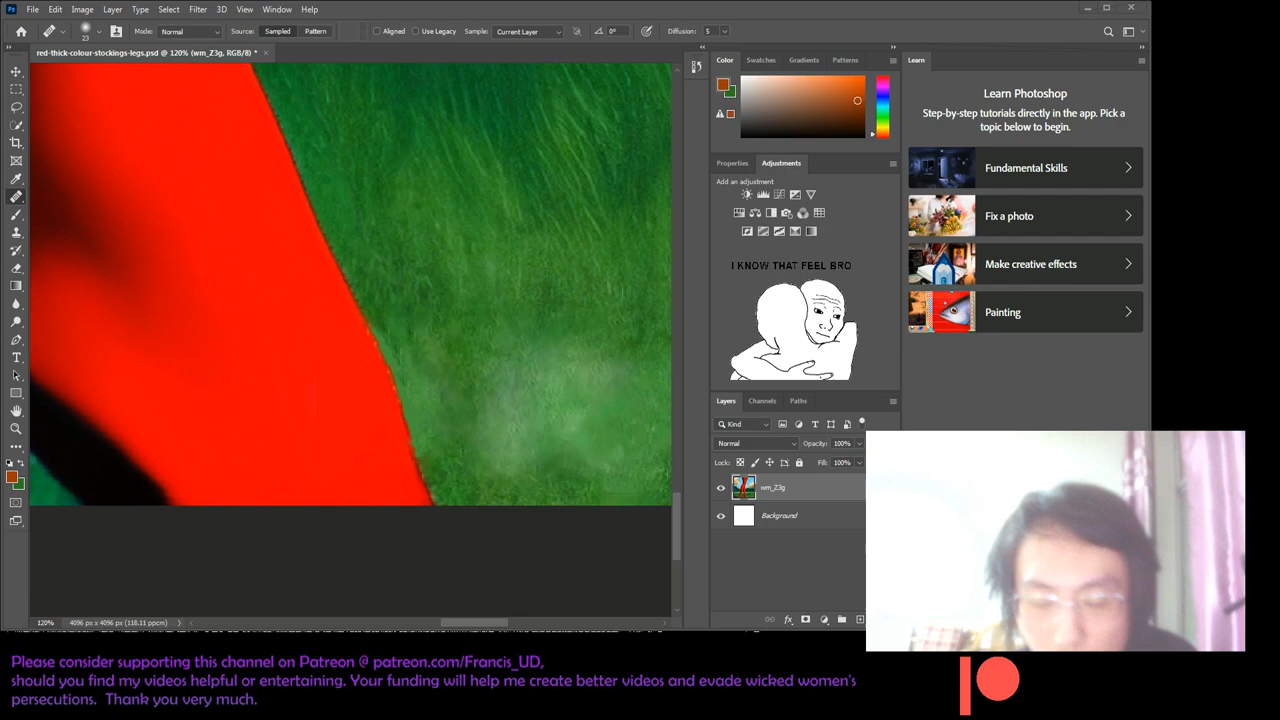 File Edit Image Layer Type Select Filter 3D View Window Help
23 Mode: Normal Source: Sampled Pattern Aligned Use Legacy Sample: Current Layer 0° Diffusion: 5
red-thick-colour-stockings-legs.psd @ 120% (wm_Z3g, RGB/8) *
Color Swatches Gradients Patterns
Learn
Learn Photoshop
Step-by-step tutorials directly in the app. Pick a
topic below to begin.
Fundamental Skills
Fix a photo
Make creative effects
Painting
Properties Adjustments
Add an adjustment
I KNOW THAT FEEL BRO
Layers Channels Paths
Kind
Normal Opacity: 100%
Lock: Fill: 100%
wm_Z3g
Background
120% 4096 px x 4096 px (118.11 ppcm)
Please consider supporting this channel on Patreon @ patreon.com/Francis_UD,
should you find my videos helpful or entertaining. Your funding will help me create better videos and evade wicked women's
persecutions. Thank you very much.